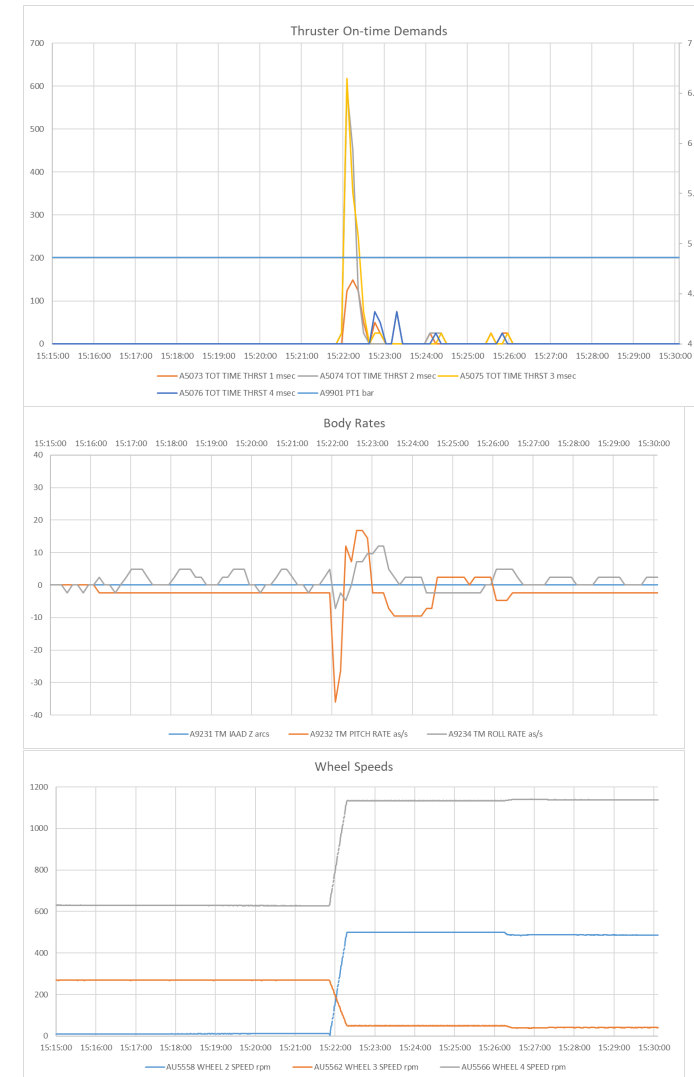 Thruster On-time Demands
700 7
600 6.
500 6
400 5.
300 5
200 5
100 4.
0 4
15:15:00 15:16:00 15:17:00 15:18:00 15:19:00 15:20:00 15:21:00 15:22:00 15:23:00 15:24:00 15:25:00 15:26:00 15:27:00 15:28:00 15:29:00 15:30:00
A5073 TOT TIME THRST 1 msec A5074 TOT TIME THRST 2 msec A5075 TOT TIME THRST 3 msec
A5076 TOT TIME THRST 4 msec A9901 PT1 bar
Body Rates
15:15:00 15:16:00 15:17:00 15:18:00 15:19:00 15:20:00 15:21:00 15:22:00 15:23:00 15:24:00 15:25:00 15:26:00 15:27:00 15:28:00 15:29:00 15:30:00
40
30
20
10
0
-10
-20
-30
-40
A9231 TM IAAD Z arcs A9232 TM PITCH RATE as/s A9234 TM ROLL RATE as/s
Wheel Speeds
1200
1000
800
600
400
200
0
15:15:00 15:16:00 15:17:00 15:18:00 15:19:00 15:20:00 15:21:00 15:22:00 15:23:00 15:24:00 15:25:00 15:26:00 15:27:00 15:28:00 15:29:00 15:30:00
AU5558 WHEEL 2 SPEED rpm AU5562 WHEEL 3 SPEED rpm AU5566 WHEEL 4 SPEED rpm